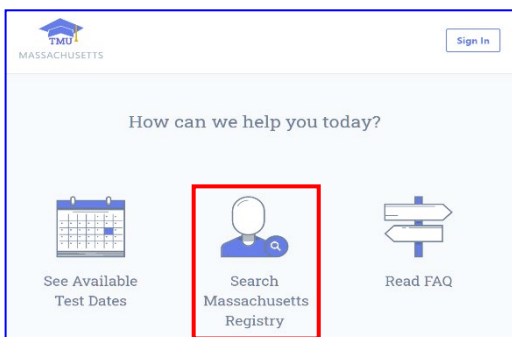 TMU
MASSACHUSETTS
Sign In
How can we help you today?
See Available
Test Dates
Search
Massachusetts
Registry
Read FAQ